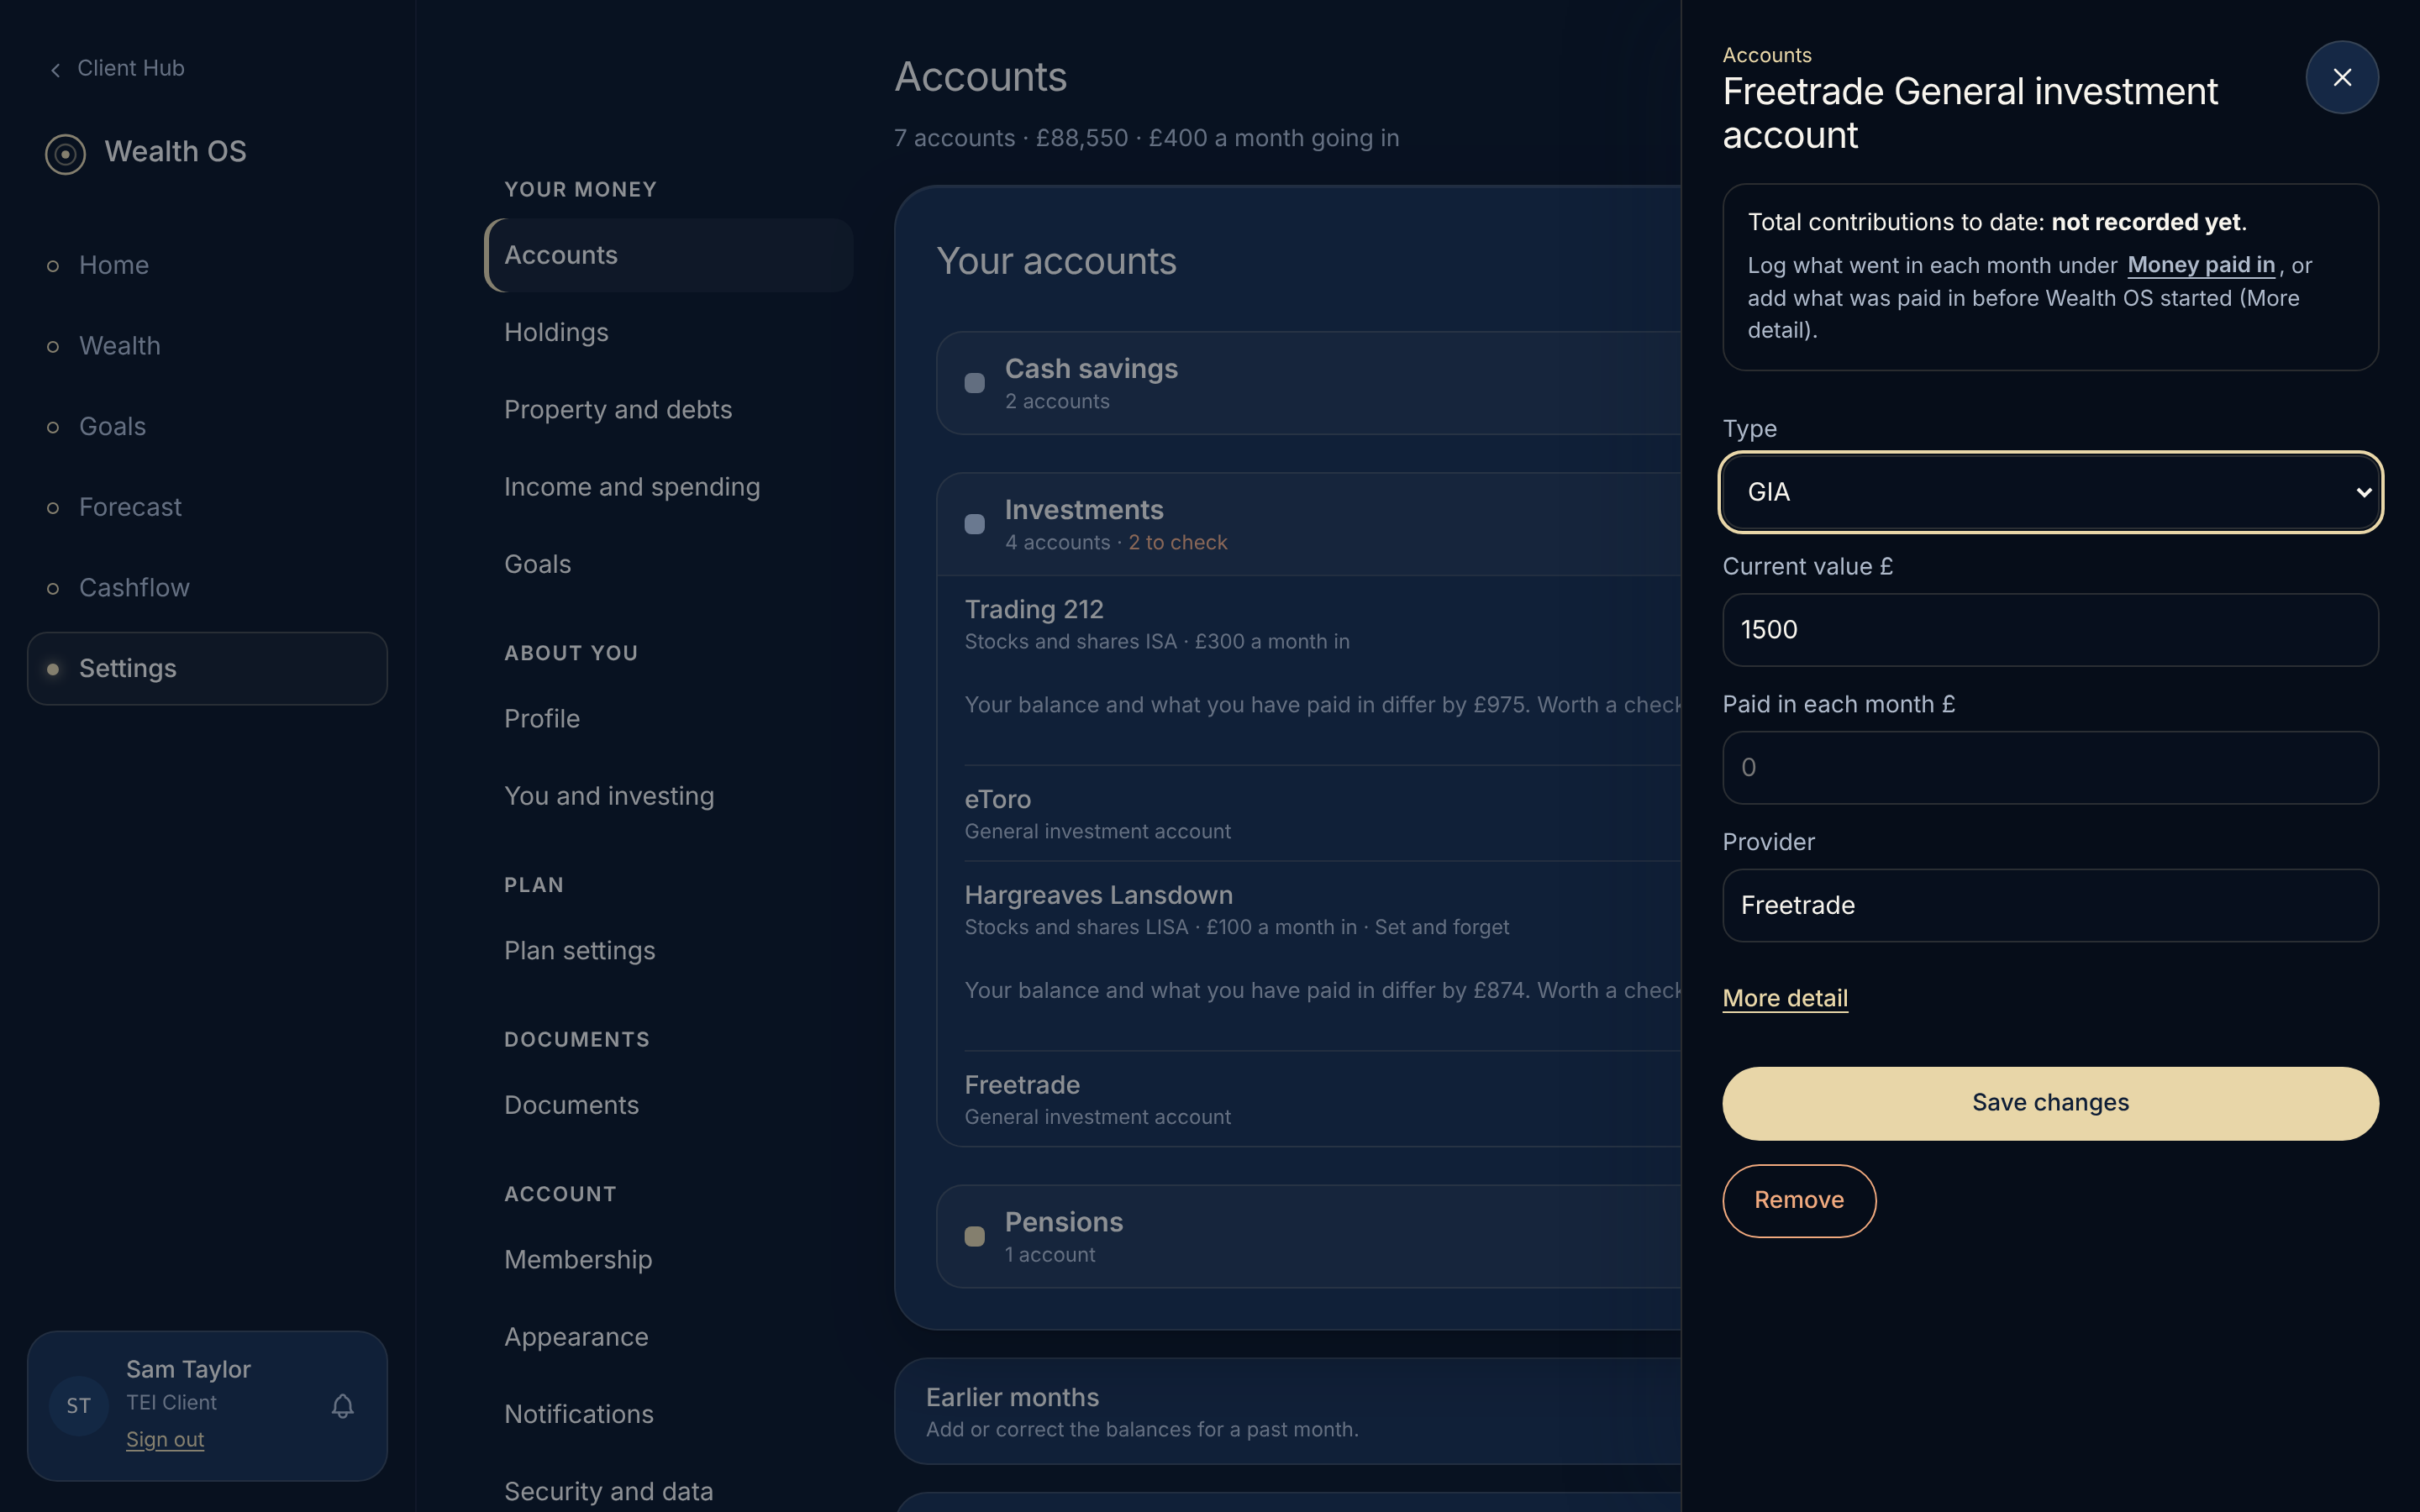 Client Hub
Wealth OS
Home
Wealth
Goals
Forecast
Cashflow
Settings
ST
Sam Taylor
TEI Client
Sign out
YOUR MONEY
Accounts
Holdings
Property and debts
Income and spending
Goals
ABOUT YOU
Profile
You and investing
PLAN
Plan settings
DOCUMENTS
Documents
ACCOUNT
Membership
Appearance
Notifications
Security and data
Accounts
7 accounts · £88,550 · £400 a month going in
Your accounts
Cash savings
2 accounts
Investments
4 accounts · 2 to check
Trading 212
Stocks and shares ISA · £300 a month in
Your balance and what you have paid in differ by £975. Worth a check
eToro
General investment account
Hargreaves Lansdown
Stocks and shares LISA · £100 a month in · Set and forget
Your balance and what you have paid in differ by £874. Worth a check
Freetrade
General investment account
Pensions
1 account
Earlier months
Add or correct the balances for a past month.
Accounts
Freetrade General investment
account
Total contributions to date: not recorded yet.
Log what went in each month under Money paid in, or
add what was paid in before Wealth OS started (More
detail).
Type
GIA
Current value £
1500
Paid in each month £
0
Provider
Freetrade
More detail
Save changes
Remove